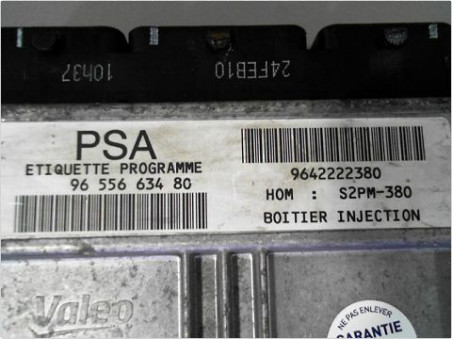 10h37
24FEB10
PSA
ETIQUETTE PROGRAMME
96 556 634 80
9642222380
HOM : S2PM-380
BOITIER INJECTION
Valeo
NE PAS ENLEVER
GARANTIE